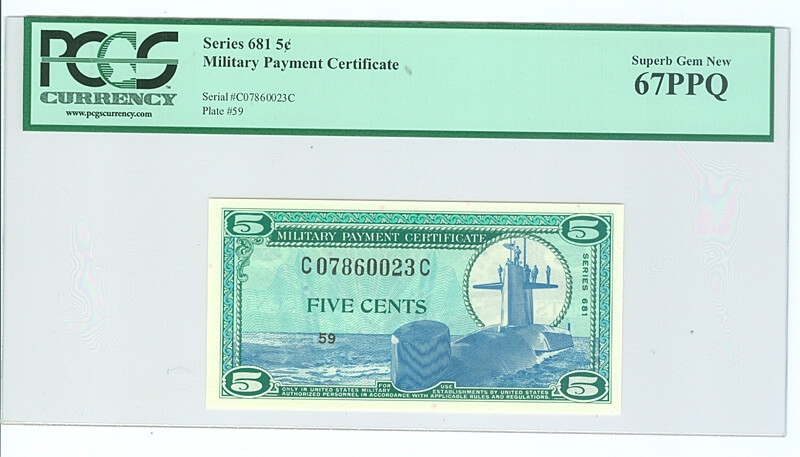 PCGS
CURRENCY
www.pcgscurrency.com
Series 681 5¢
Military Payment Certificate
Serial #C07860023C
Plate #59
Superb Gem New
67PPQ
5 5
MILITARY PAYMENT CERTIFICATE
C07860023C
SERIES 681
FIVE CENTS
59
5 5
FOR USE
ONLY IN UNITED STATES MILITARY ESTABLISHMENTS BY UNITED STATES
AUTHORIZED PERSONNEL IN ACCORDANCE WITH APPLICABLE RULES AND REGULATIONS.